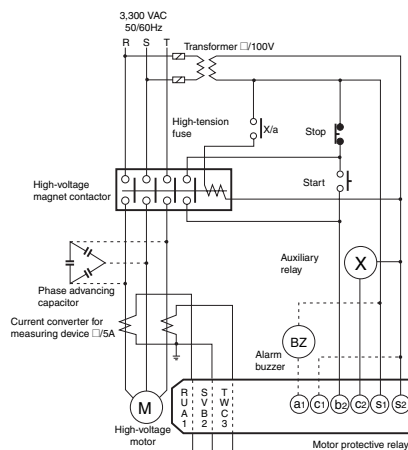 3,300 VAC
50/60Hz
R S T
Transformer □/100V
High-tension
fuse
X/a
Stop
Start
High-voltage
magnet contactor
Auxiliary
relay
X
Phase advancing
capacitor
Current converter for
measuring device □/5A
BZ
Alarm
buzzer
M
High-voltage
motor
R S T
U V W
A B C
1 2 3
a1 c1 b2 c2 s1 s2
Motor protective relay